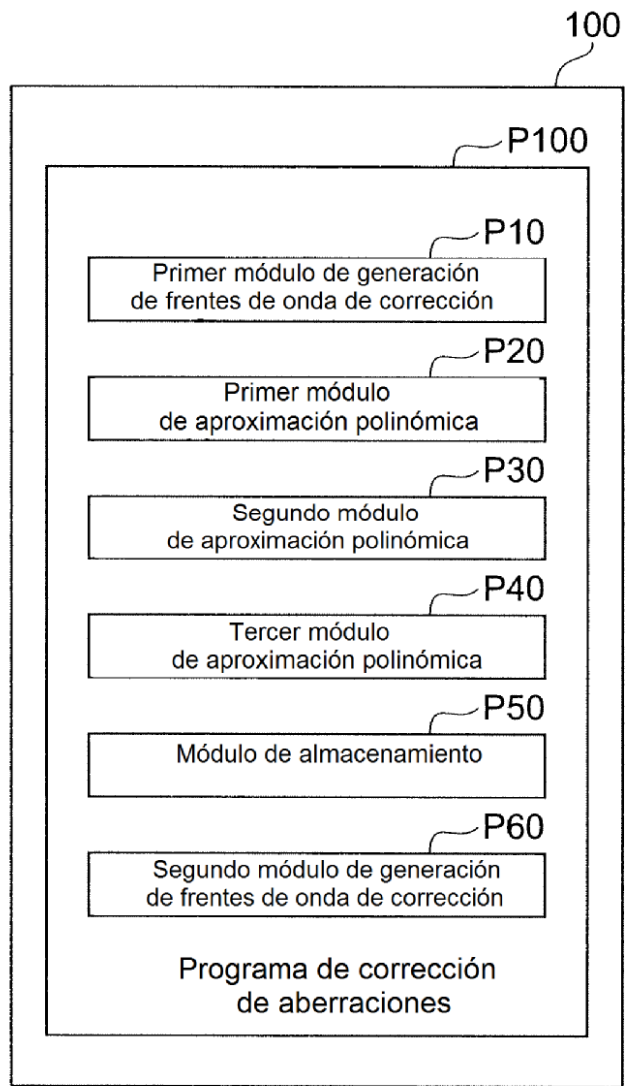 100
P100
P10
Primer módulo de generación
de frentes de onda de corrección
P20
Primer módulo
de aproximación polinómica
P30
Segundo módulo
de aproximación polinómica
P40
Tercer módulo
de aproximación polinómica
P50
Módulo de almacenamiento
P60
Segundo módulo de generación
de frentes de onda de corrección
Programa de corrección
de aberraciones